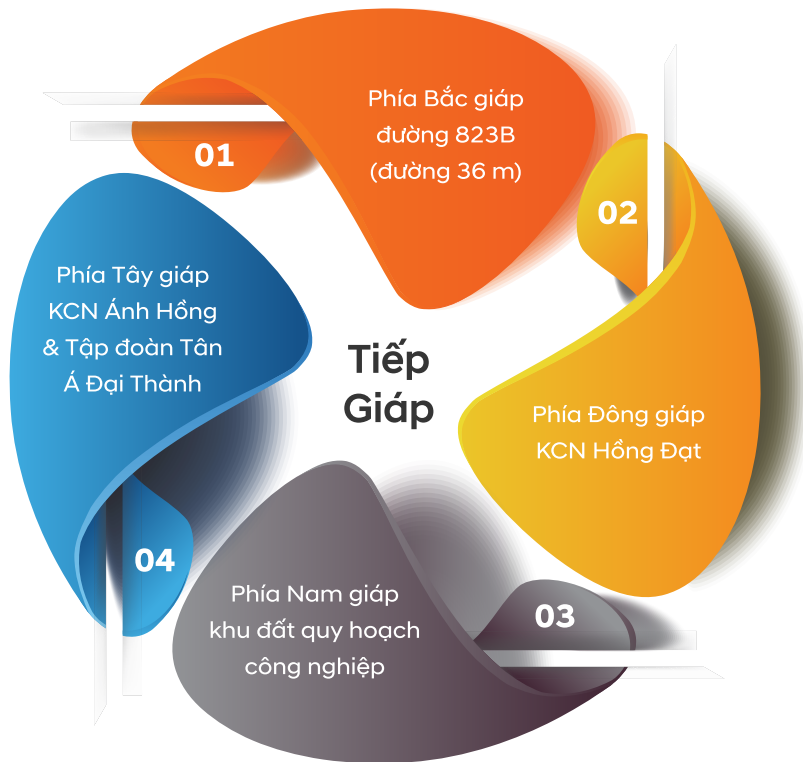 Tiếp
Giáp
01
Phía Bắc giáp
đường 823B
(đường 36 m)
02
Phía Đông giáp
KCN Hồng Đạt
03
Phía Nam giáp
khu đất quy hoạch
công nghiệp
04
Phía Tây giáp
KCN Ánh Hồng
& Tập đoàn Tân
Á Đại Thành